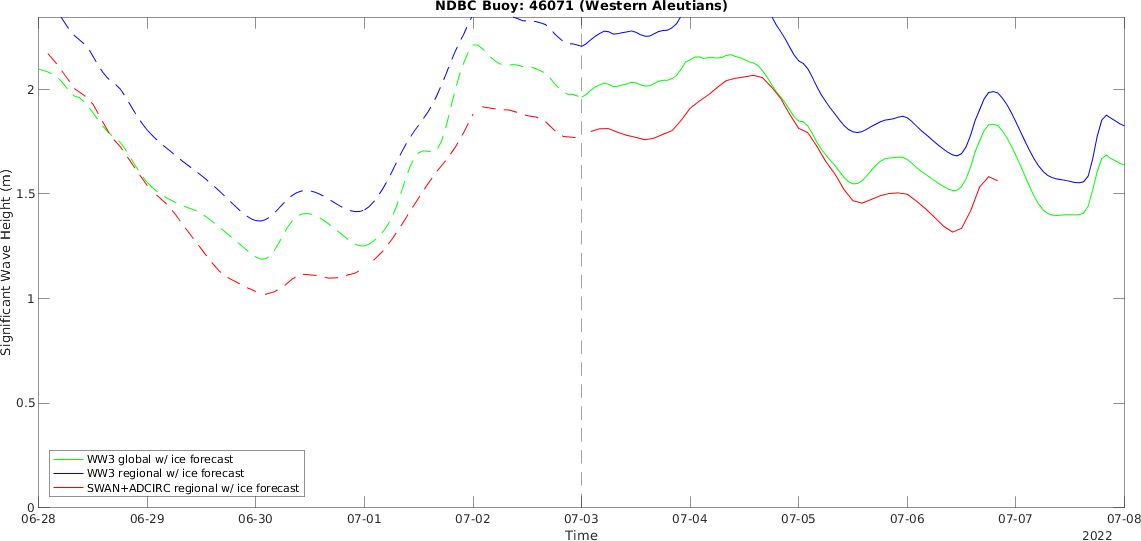 NDBC Buoy: 46071 (Western Aleutians)
Significant Wave Height (m)
2
1.5
1
0.5
0
WW3 global w/ ice forecast
WW3 regional w/ ice forecast
SWAN+ADCIRC regional w/ ice forecast
06-28 06-29 06-30 07-01 07-02 07-03 07-04 07-05 07-06 07-07 07-08
Time
2022